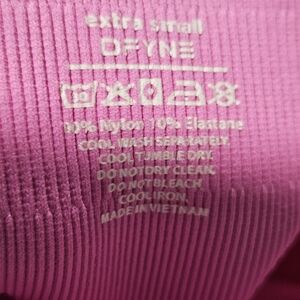 extra small
DFYNE
90% Nylon 10% Elastane
COOL WASH SEPARATELY.
COOL TUMBLE DRY.
DO NOT DRY CLEAN.
DO NOT BLEACH
COOL IRON.
MADE IN VIETNAM